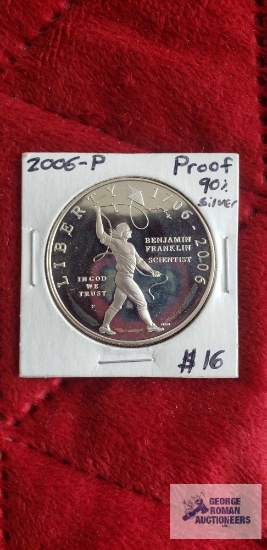 2006-P
Proof
90%
silver
LIBERTY 1706-2006
BENJAMIN
FRANKLIN
SCIENTIST
IN GOD
WE
TRUST
P
#16
GEORGE
ROMAN
AUCTIONEERS